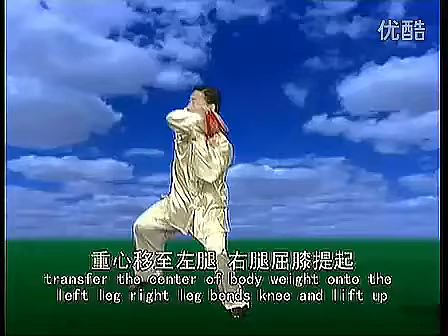 优酷
重心移至左腿 右腿屈膝提起
transfer the center of body weight onto the
left leg right leg bends knee and lift up